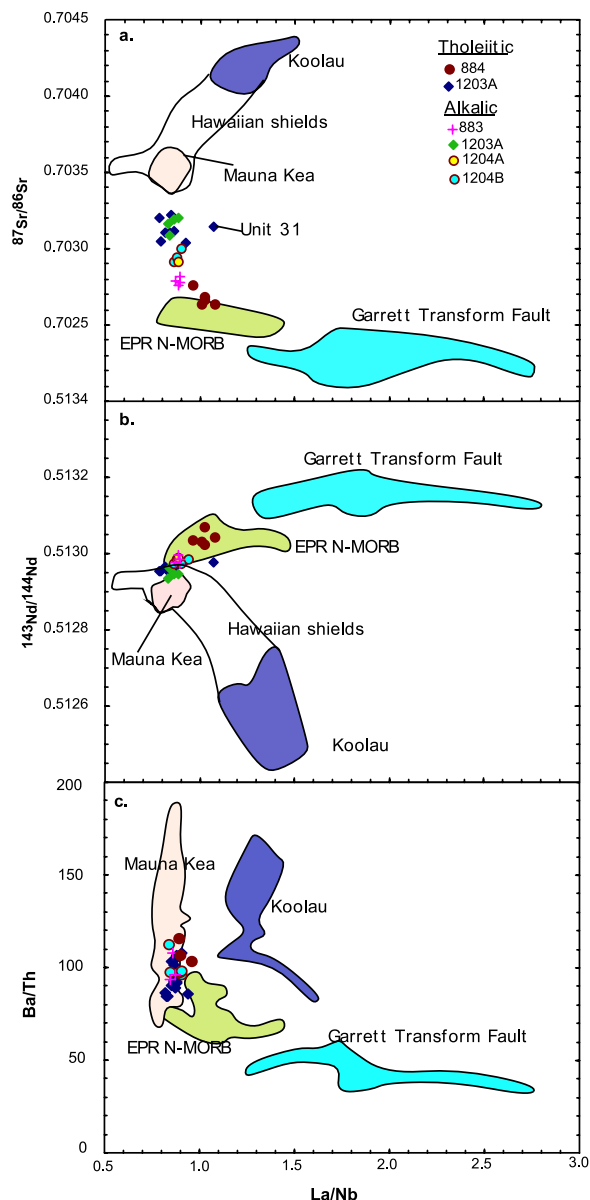 0.7045
a.
Koolau
Tholeiitic
884
1203A
0.7040
Hawaiian shields
Alkalic
883
1203A
1204A
1204B
0.7035
Mauna Kea
87Sr/86Sr
Unit 31
0.7030
0.7025
EPR N-MORB
Garrett Transform Fault
0.5134
b.
Garrett Transform Fault
0.5132
EPR N-MORB
0.5130
143Nd/144Nd
Hawaiian shields
0.5128
Mauna Kea
0.5126
Koolau
200
c.
Mauna Kea
150
Koolau
100
Ba/Th
EPR N-MORB
Garrett Transform Fault
50
0
0.5 1.0 1.5 2.0 2.5 3.0
La/Nb